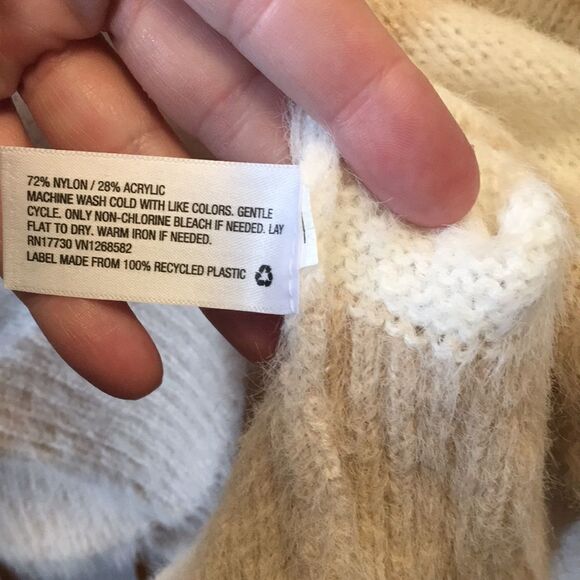 72% NYLON / 28% ACRYLIC
MACHINE WASH COLD WITH LIKE COLORS. GENTLE
CYCLE. ONLY NON-CHLORINE BLEACH IF NEEDED. LAY
FLAT TO DRY. WARM IRON IF NEEDED.
RN17730 VN1268582
LABEL MADE FROM 100% RECYCLED PLASTIC